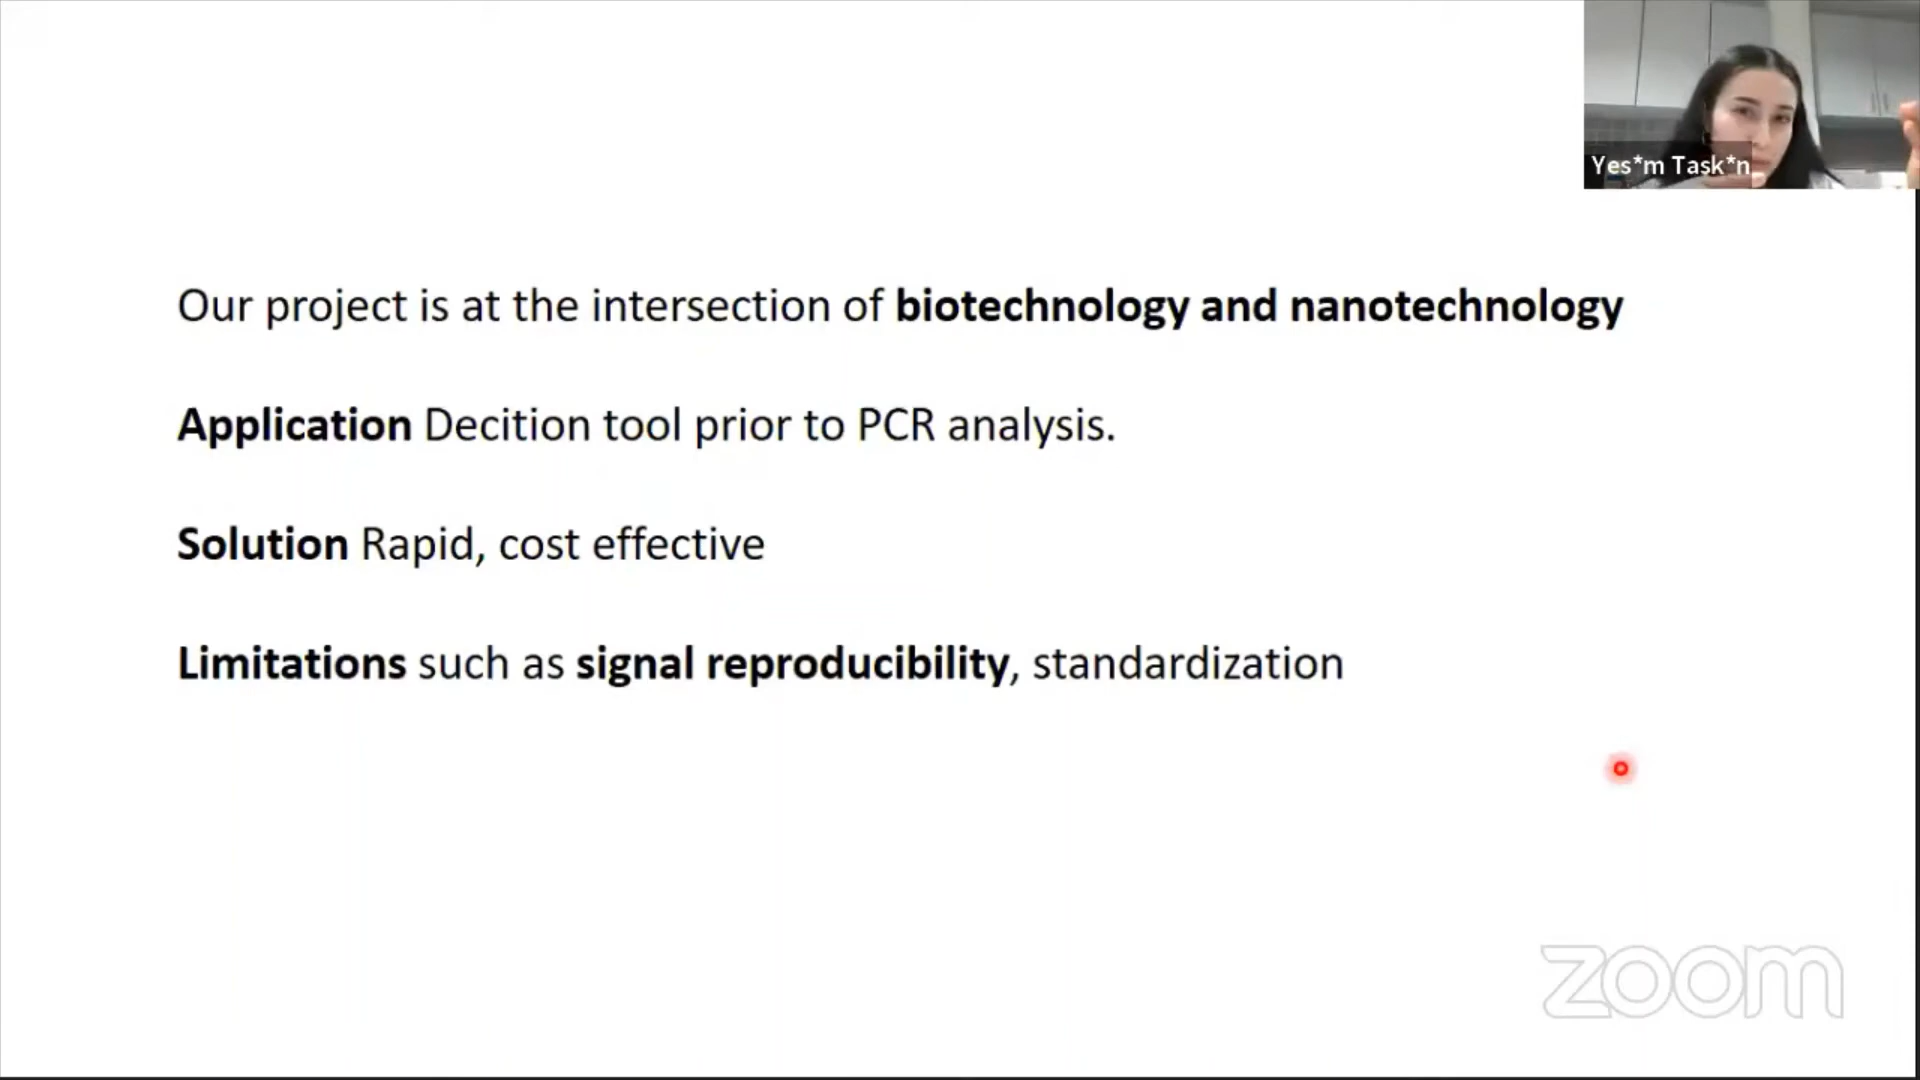 Yes*m Task*n
Our project is at the intersection of biotechnology and nanotechnology
Application Decition tool prior to PCR analysis.
Solution Rapid, cost effective
Limitations such as signal reproducibility, standardization
zoom